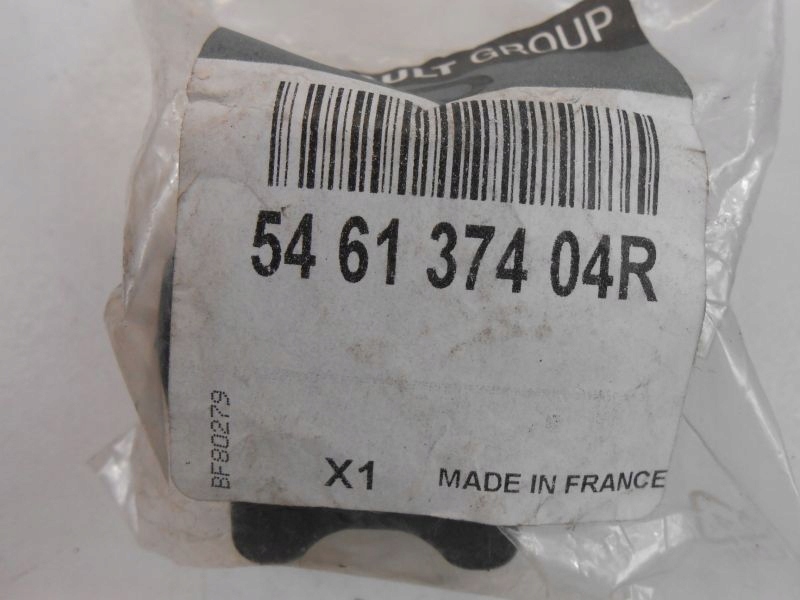 ULT GROUP
54 61 374 04R
BF80279
X1 MADE IN FRANCE